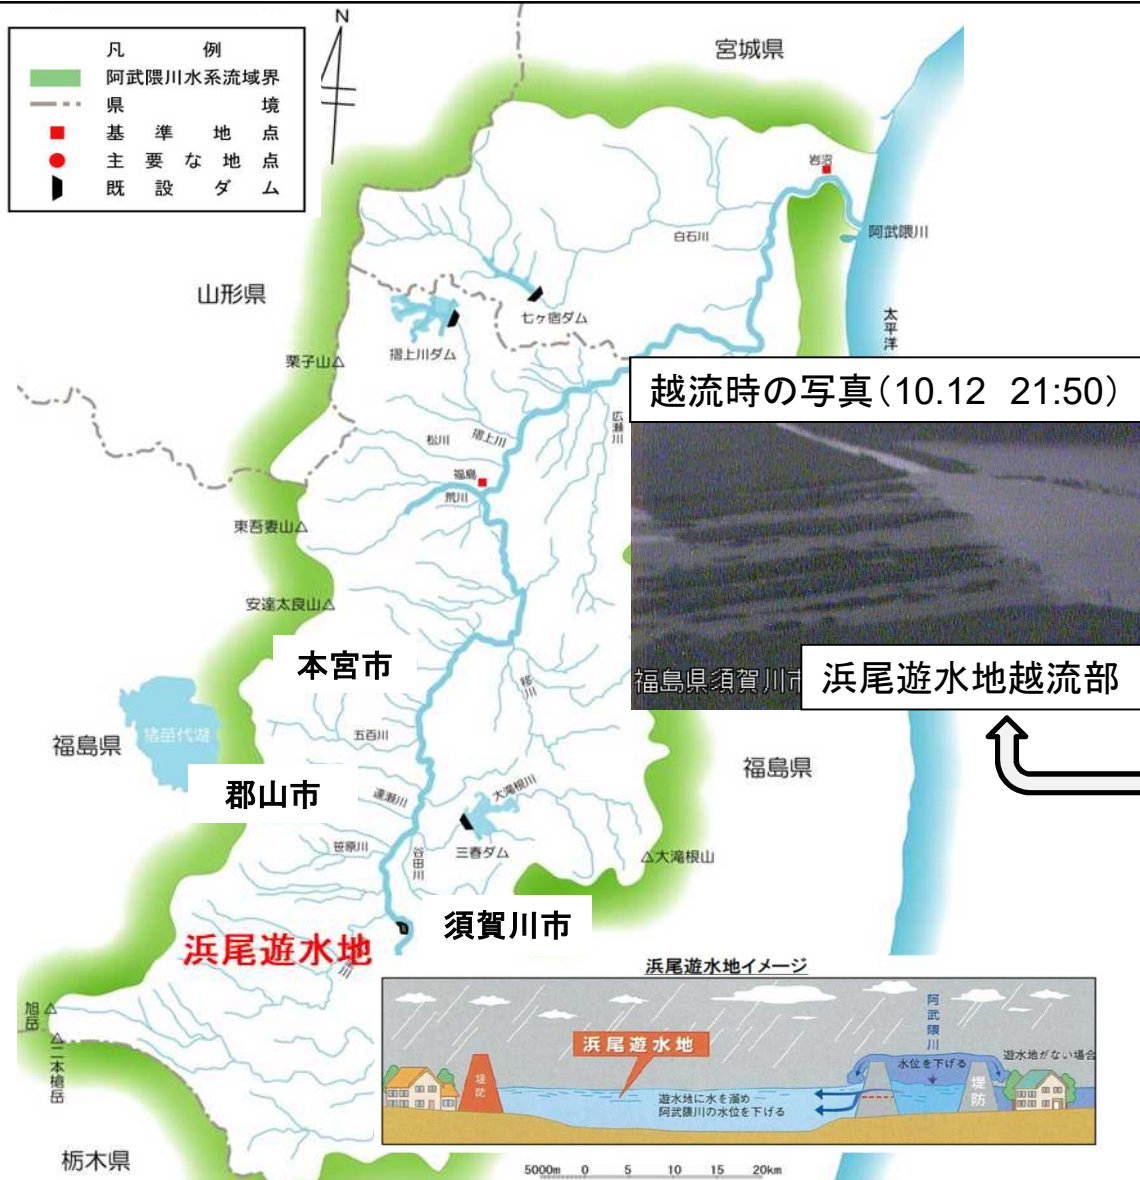 凡例
阿武隈川水系流域界
県境
基準地点
主要な地点
既設ダム
N
宮城県
岩沼
阿武隈川
白石川
太平洋
山形県
七ヶ宿ダム
摺上川ダム
栗子山△
越流時の写真(10.12 21:50)
広瀬川
松川
摺上川
福島
荒川
東吾妻山△
安達太良山△
本宮市
移川
福島県須賀川市
浜尾遊水地越流部
福島県
猪苗代湖
五百川
福島県
郡山市
逢瀬川
大滝根川
笹原川
谷田川
三春ダム
△大滝根山
須賀川市
浜尾遊水地
川
旭岳△
△二本槍岳
栃木県
浜尾遊水地イメージ
阿武隈川
浜尾遊水地
水位を下げる
遊水地がない場合
堤防
遊水地に水を溜め
阿武隈川の水位を下げる
堤防
5000m 0 5 10 15 20km